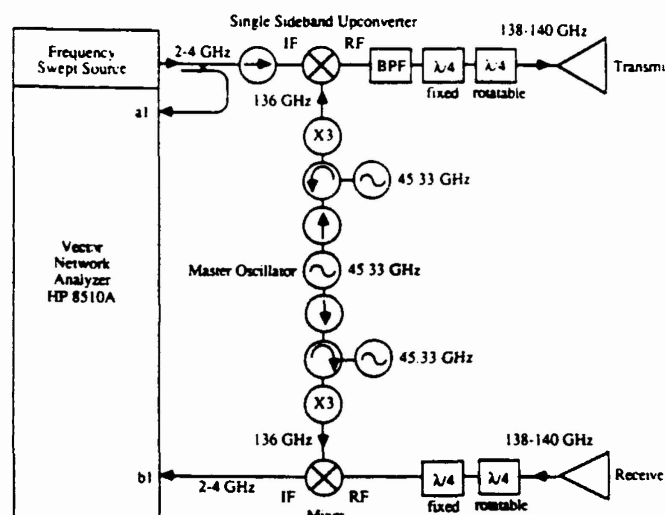 Single Sideband Upconverter
Frequency
Swept Source
2-4 GHz
IF
RF
138-140 GHz
BPF
λ/4
λ/4
fixed
rotatable
a1
136 GHz
X3
45.33 GHz
Vector
Network
Analyzer
HP 8510A
Master Oscillator
45.33 GHz
45.33 GHz
X3
136 GHz
138-140 GHz
b1
2-4 GHz
IF
RF
λ/4
λ/4
fixed
rotatable
Receive